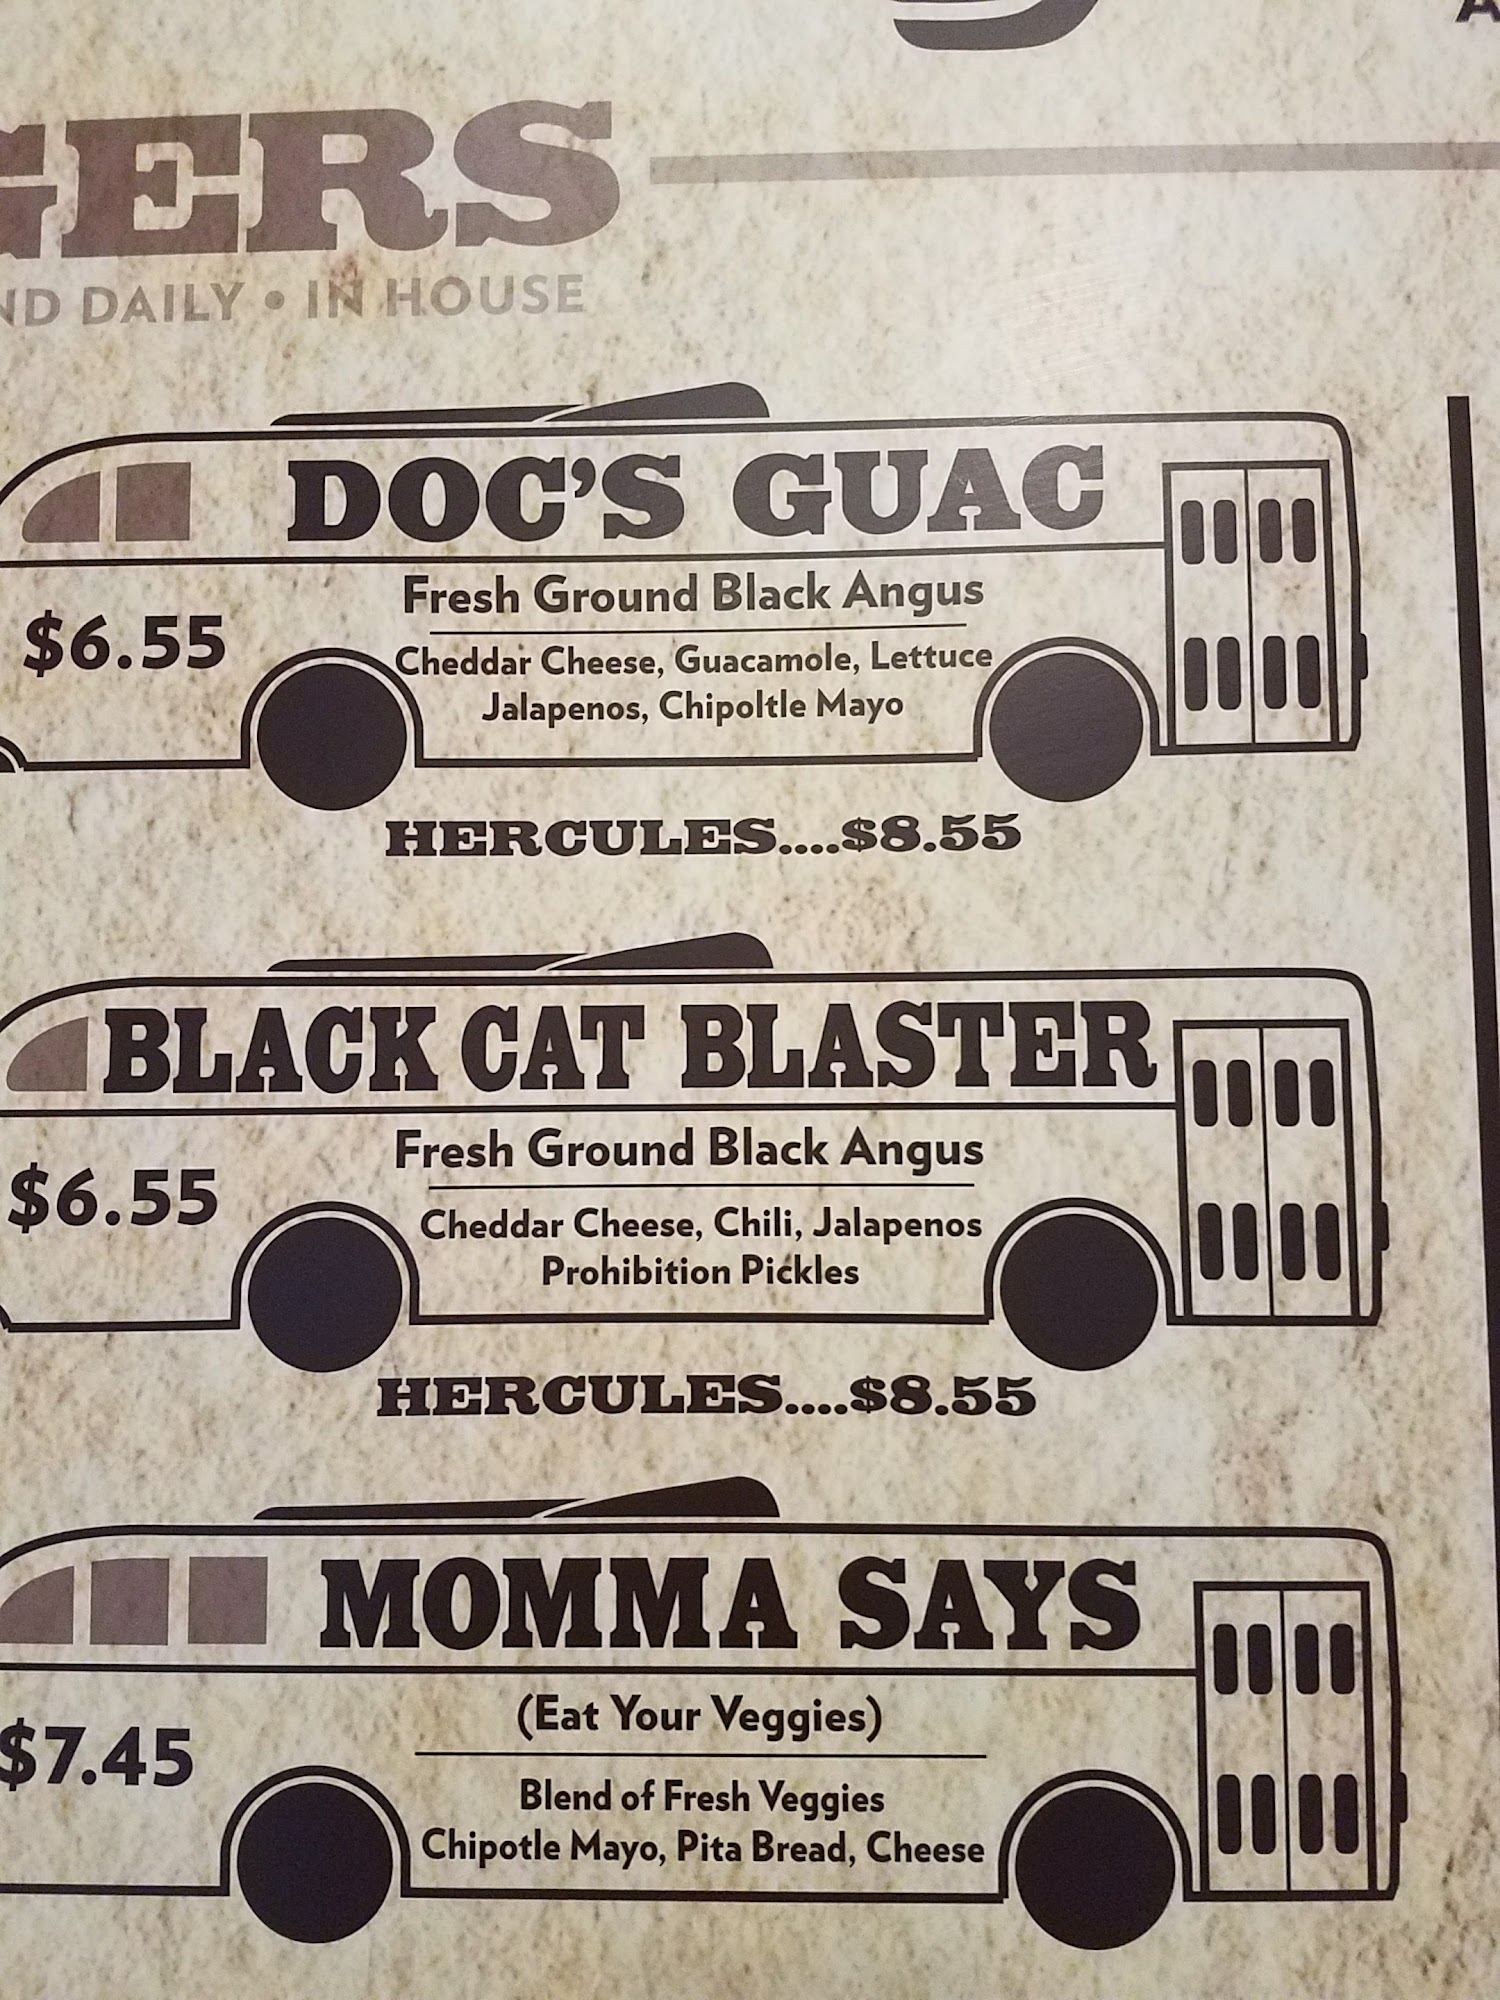 GERS
ND DAILY • IN HOUSE
DOC'S GUAC
Fresh Ground Black Angus
$6.55
Cheddar Cheese, Guacamole, Lettuce
Jalapenos, Chipoltle Mayo
HERCULES....$8.55
BLACK CAT BLASTER
Fresh Ground Black Angus
$6.55
Cheddar Cheese, Chili, Jalapenos
Prohibition Pickles
HERCULES....$8.55
MOMMA SAYS
(Eat Your Veggies)
$7.45
Blend of Fresh Veggies
Chipotle Mayo, Pita Bread, Cheese